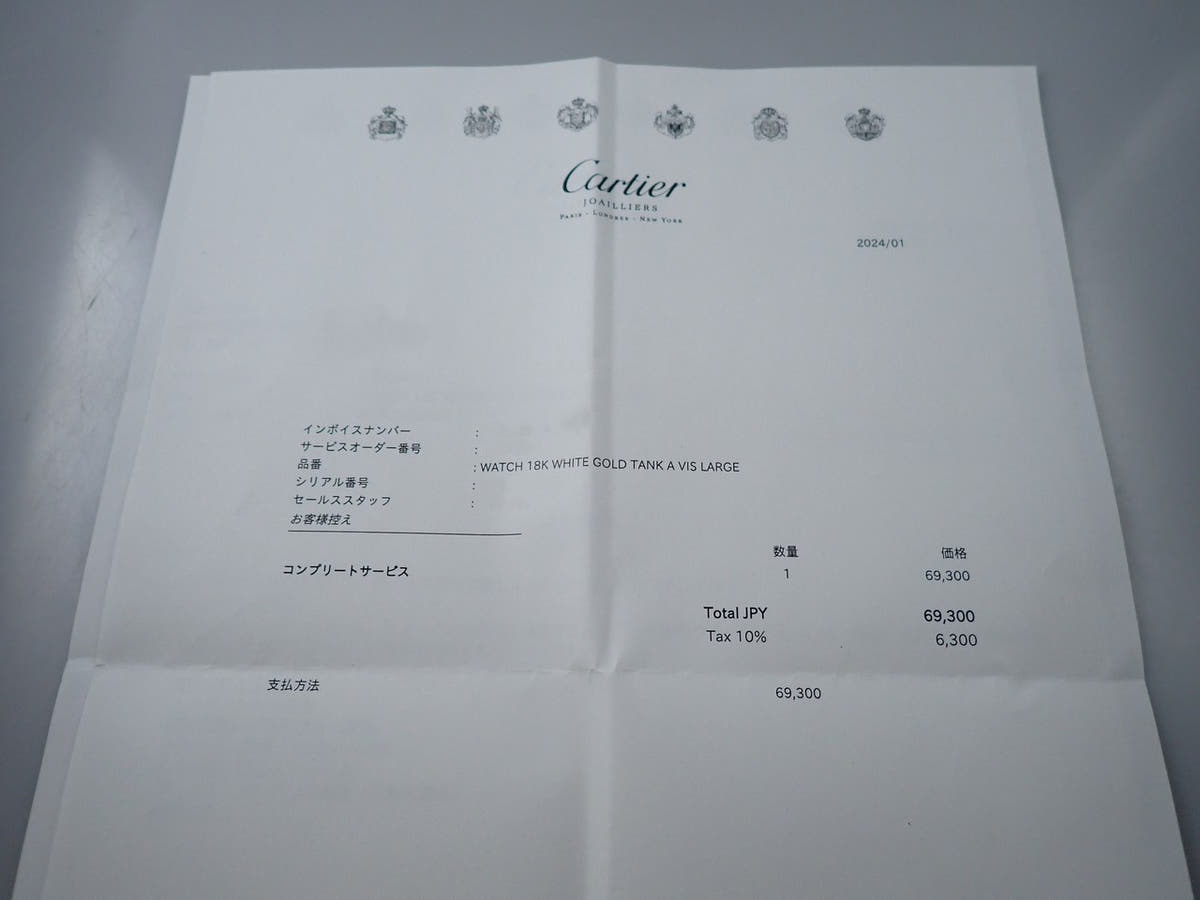 Cartier
JOAILLIERS
PARIS - LONDRES - NEW YORK
2024/01
インボイスナンバー :
サービスオーダー番号 :
品番 : WATCH 18K WHITE GOLD TANK A VIS LARGE
シリアル番号 :
セールススタッフ :
お客様控え
数量 価格
コンプリートサービス 1 69,300
Total JPY 69,300
Tax 10% 6,300
支払方法 69,300